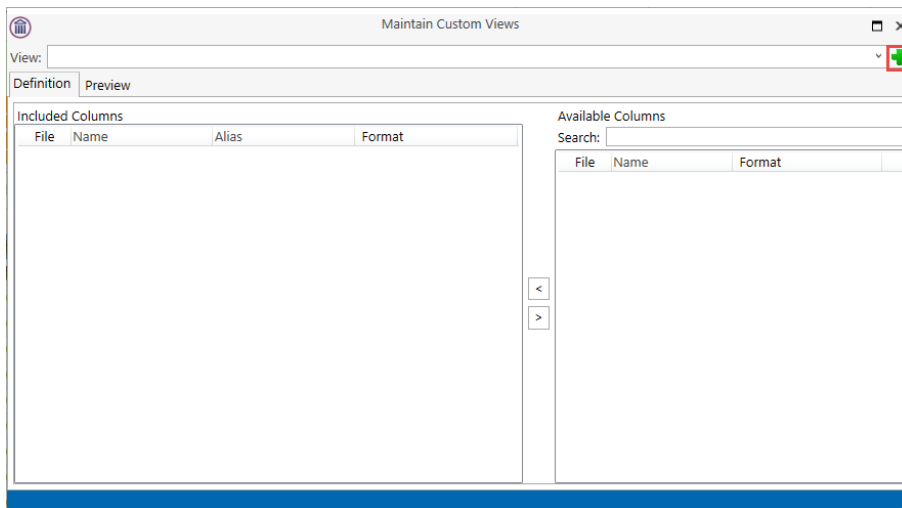 Maintain Custom Views
View:
Definition Preview
Included Columns
File Name Alias Format
Available Columns
Search:
File Name Format
<
>